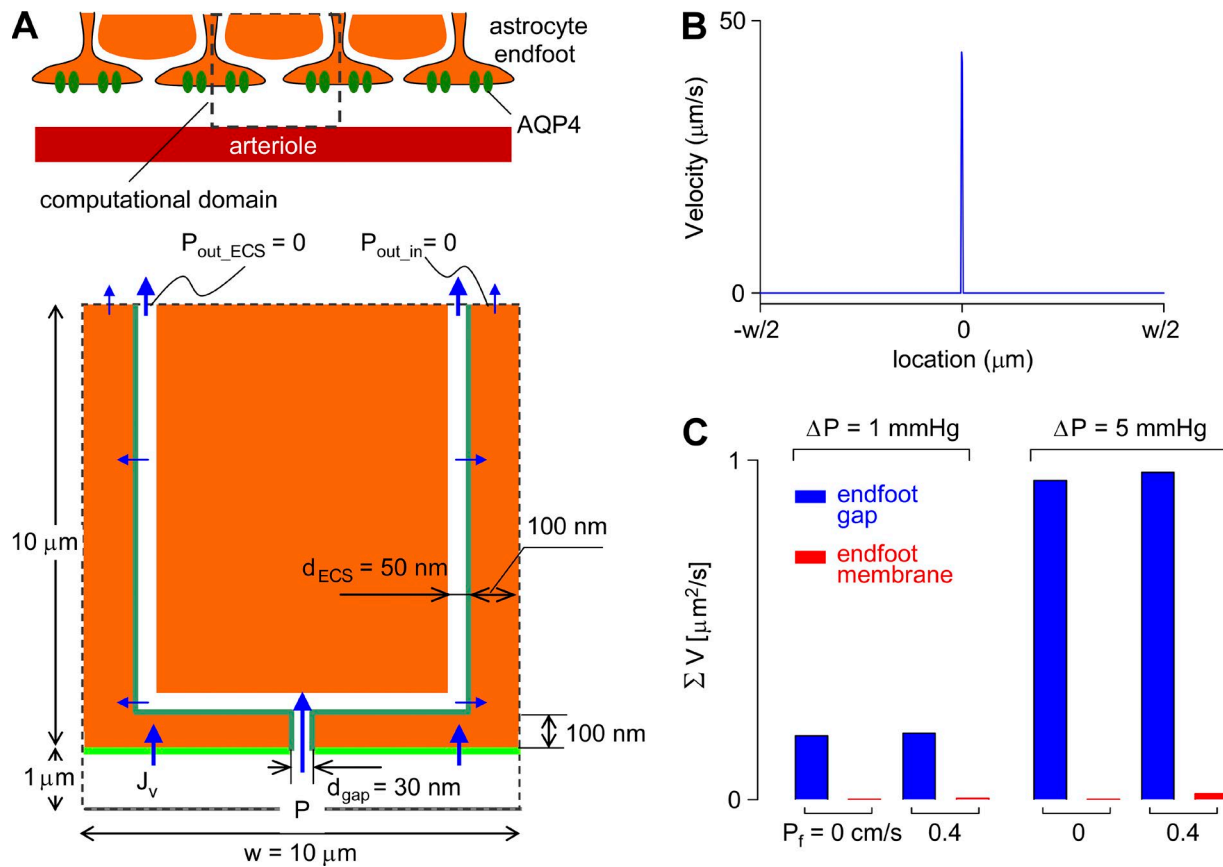 A
astrocyte
endfoot
AQP4
arteriole
computational domain
P_out_ECS = 0
P_out_in = 0
10 μm
100 nm
d_ECS = 50 nm
100 nm
1 μm
J_v
d_gap = 30 nm
P
w = 10 μm
B
50
Velocity (μm/s)
0
-w/2
0
w/2
location (μm)
C
ΔP = 1 mmHg
ΔP = 5 mmHg
1
endfoot
gap
endfoot
membrane
Σ V [μm²/s]
0
P_f = 0 cm/s
0.4
0
0.4